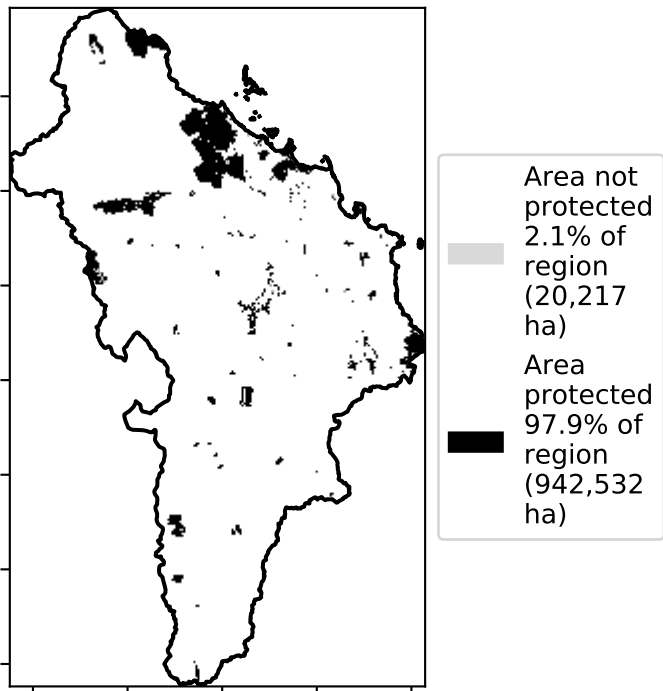 Area not
protected
2.1% of
region
(20,217
ha)
Area
protected
97.9% of
region
(942,532
ha)